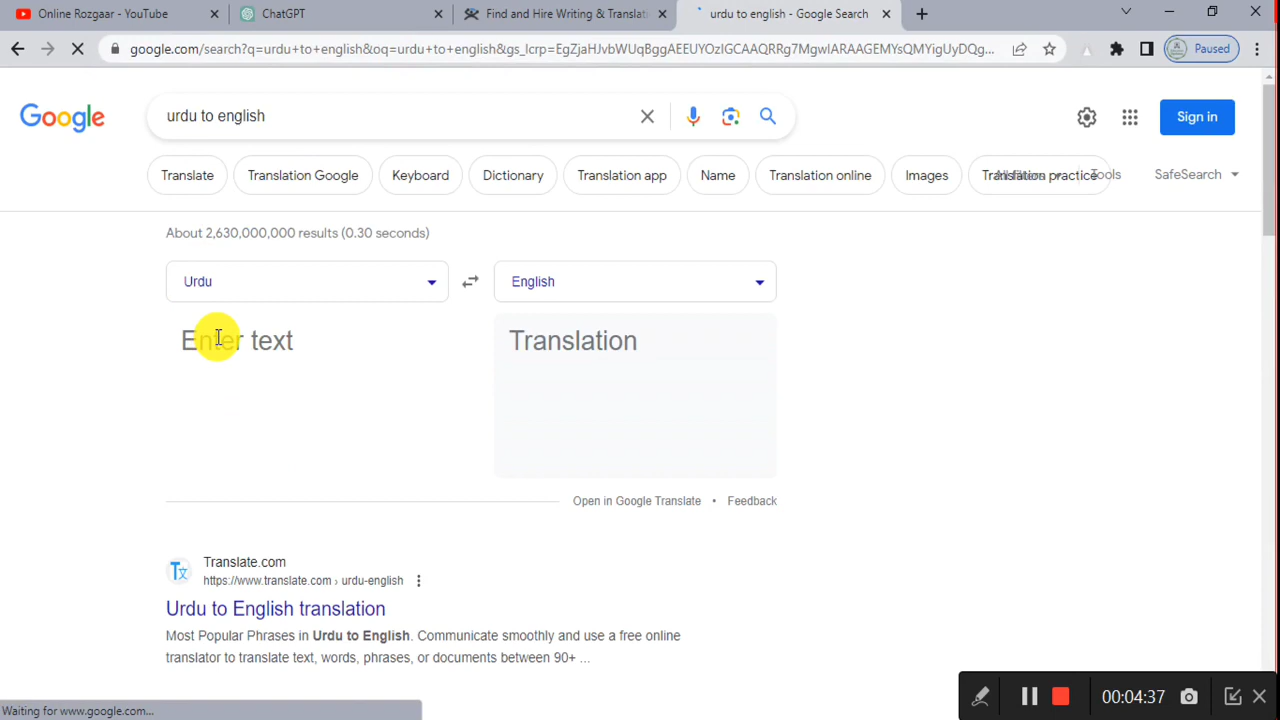 Online Rozgaar - YouTube
ChatGPT
Find and Hire Writing & Translat
urdu to english - Google Search
google.com/search?q=urdu+to+english&oq=urdu+to+english&gs_lcrp=EgZjaHJvbWUqBggAEEUYOzIGCAAQRRg7MgwIARAAGEMYsQMYigUyDQg...
Paused
Google
urdu to english
Sign in
Translate
Translation Google
Keyboard
Dictionary
Translation app
Name
Translation online
Images
Translation practice
Tools
SafeSearch
About 2,630,000,000 results (0.30 seconds)
Urdu
English
Enter text
Translation
Open in Google Translate • Feedback
Translate.com
https://www.translate.com › urdu-english
Urdu to English translation
Most Popular Phrases in Urdu to English. Communicate smoothly and use a free online
translator to translate text, words, phrases, or documents between 90+ ...
Waiting for www.google.com...
00:04:37